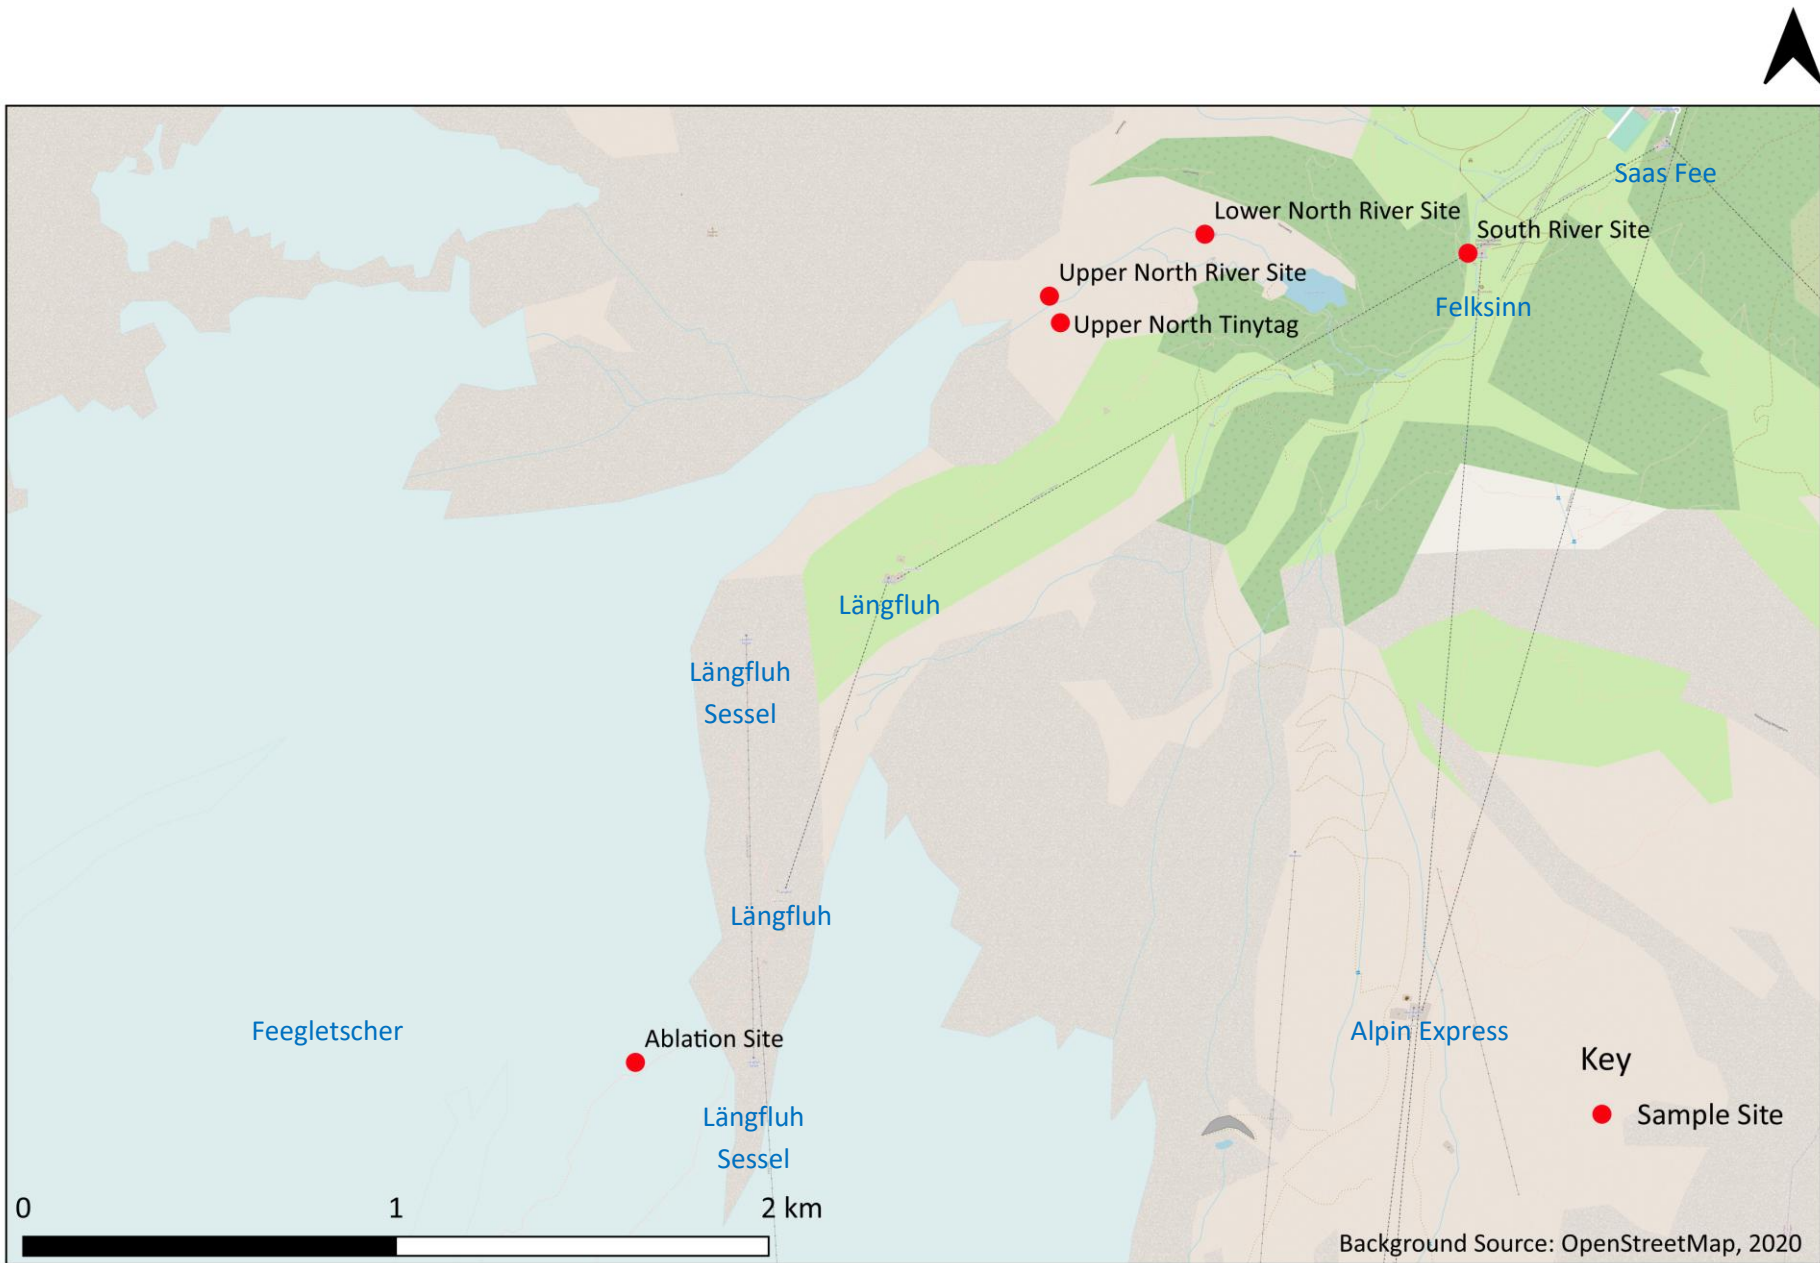 Saas Fee
Lower North River Site
South River Site
Upper North River Site
Felksinn
Upper North Tinytag
Längfluh
Längfluh
Sessel
Längfluh
Feegletscher
Ablation Site
Alpin Express
Key
Sample Site
Längfluh
Sessel
0 1 2 km
Background Source: OpenStreetMap, 2020